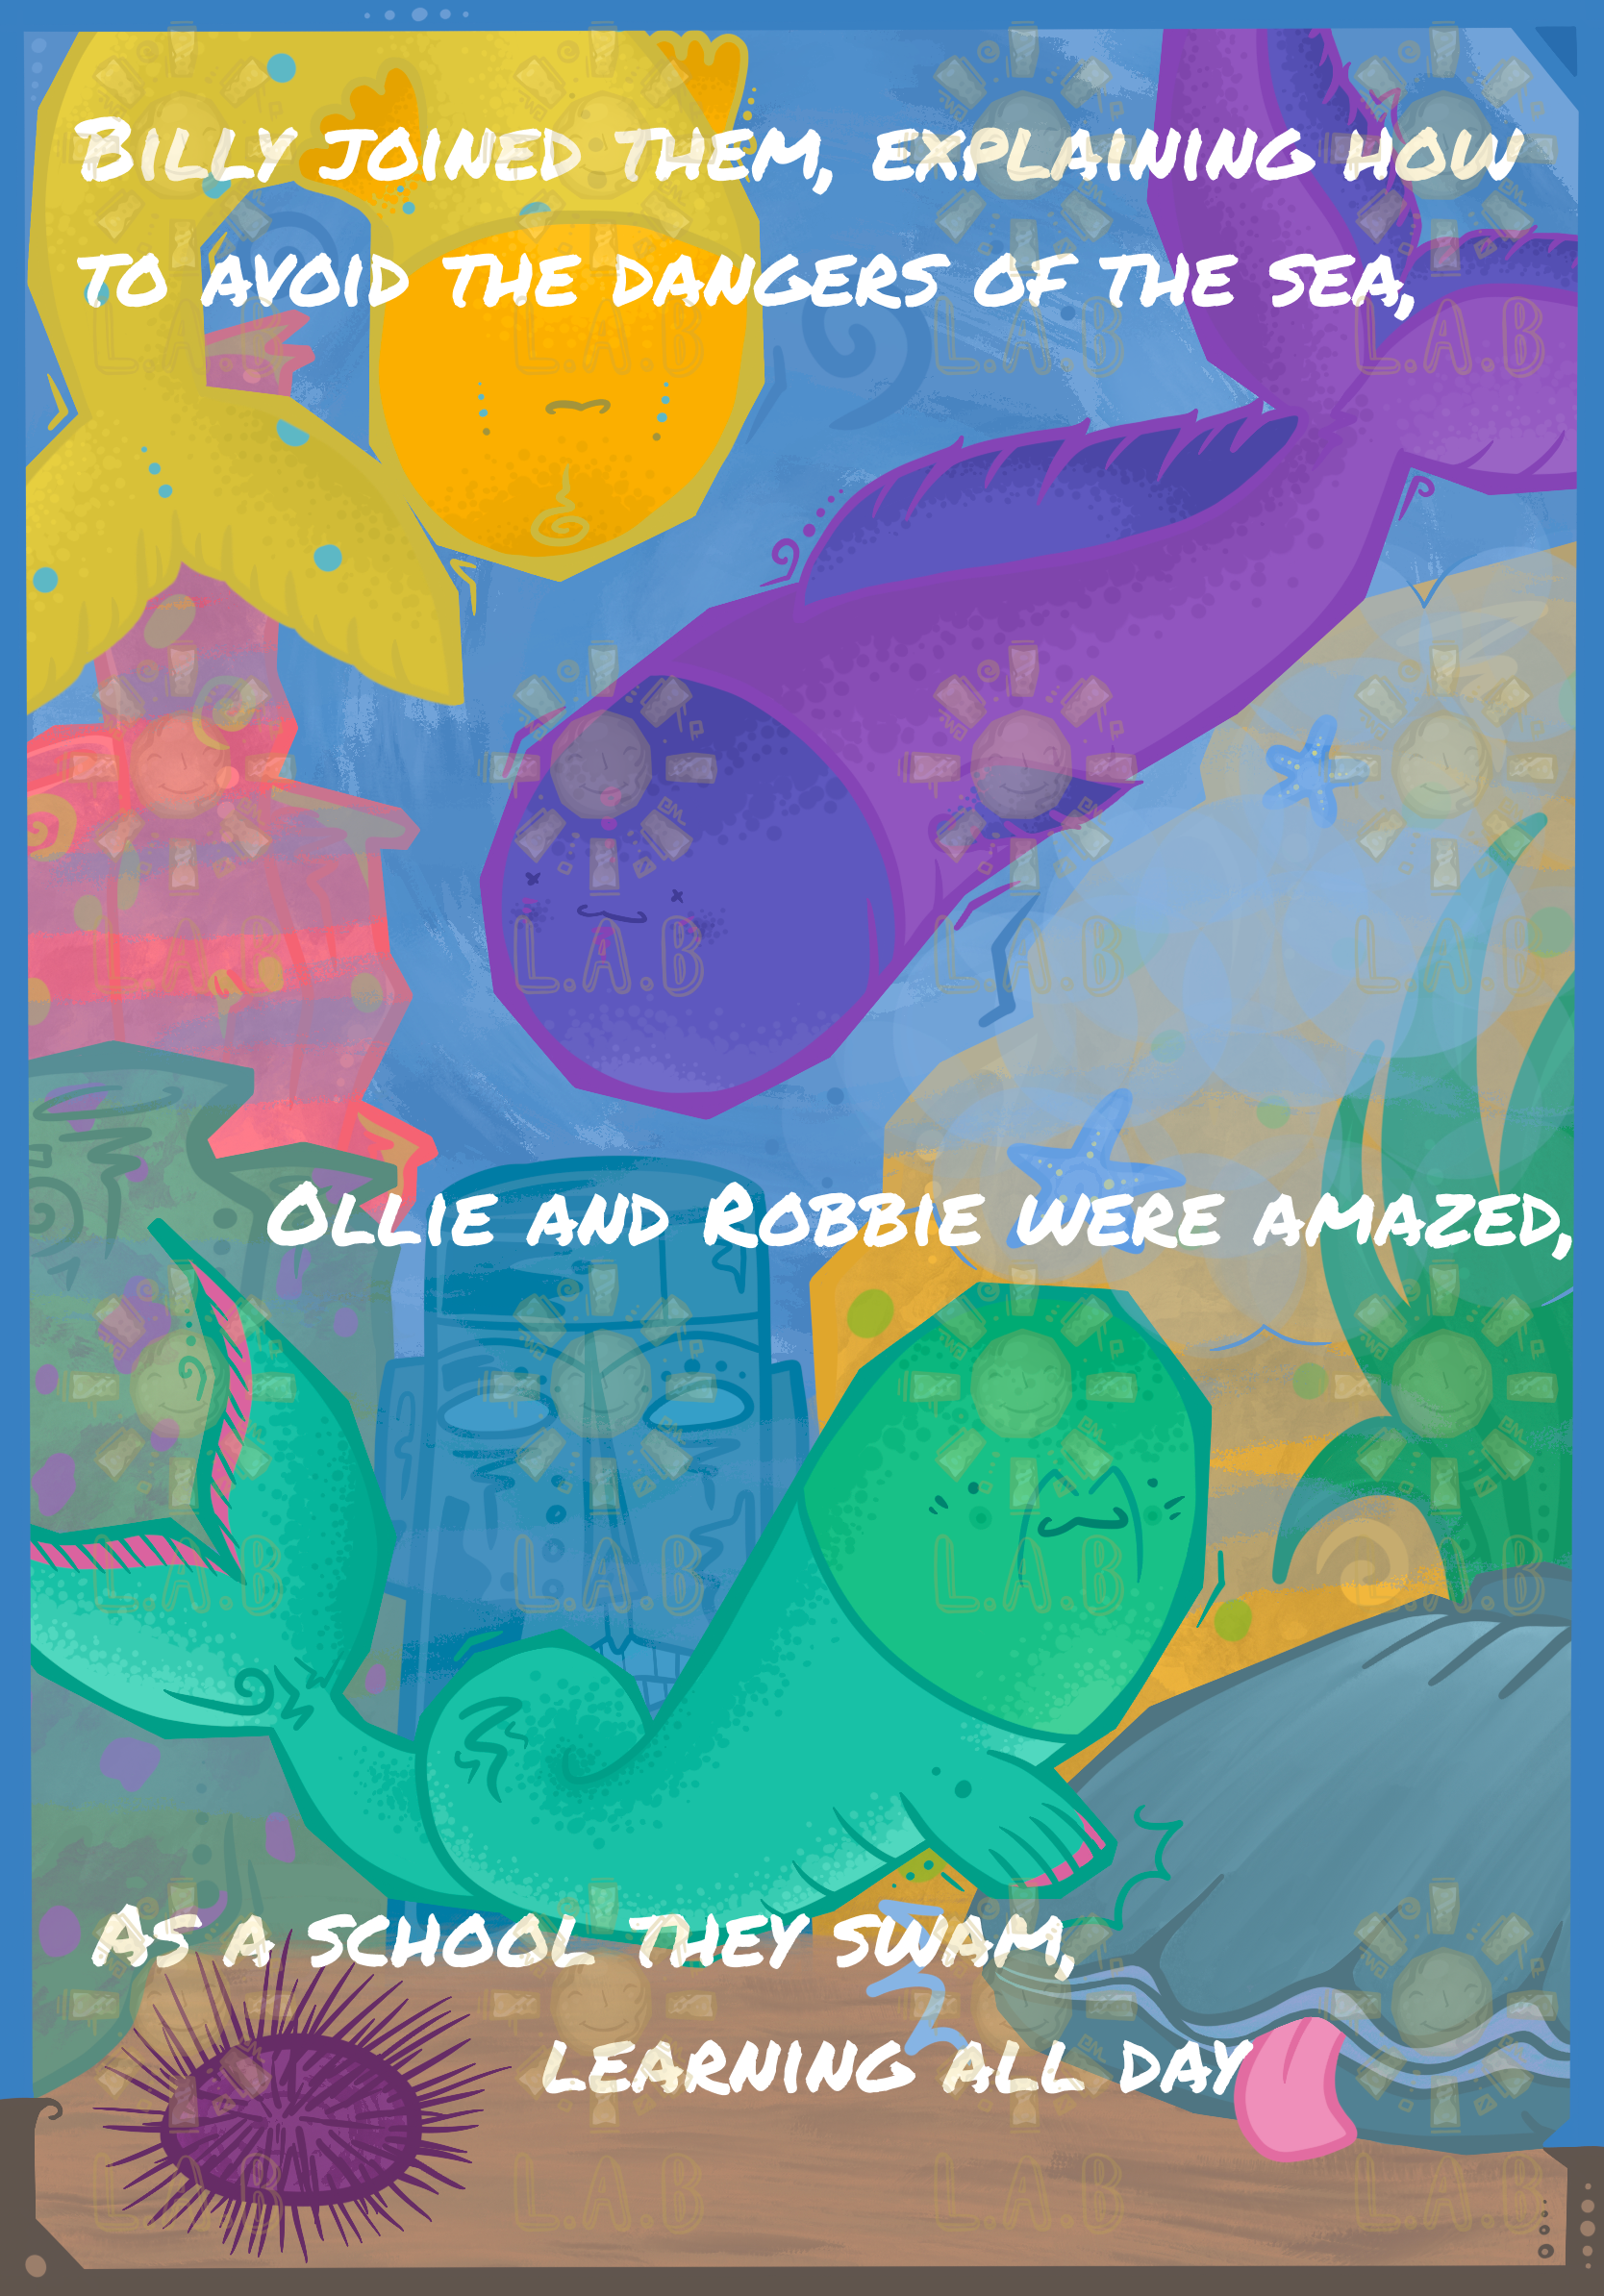 Billy joined them, explaining how
to avoid the dangers of the sea,
Ollie and Robbie were amazed,
As a school they swam,
learning all day
L.A.B L.A.B L.A.B L.A.B
L.A.B L.A.B L.A.B L.A.B
L.A.B L.A.B L.A.B L.A.B
L.A.B L.A.B L.A.B L.A.B